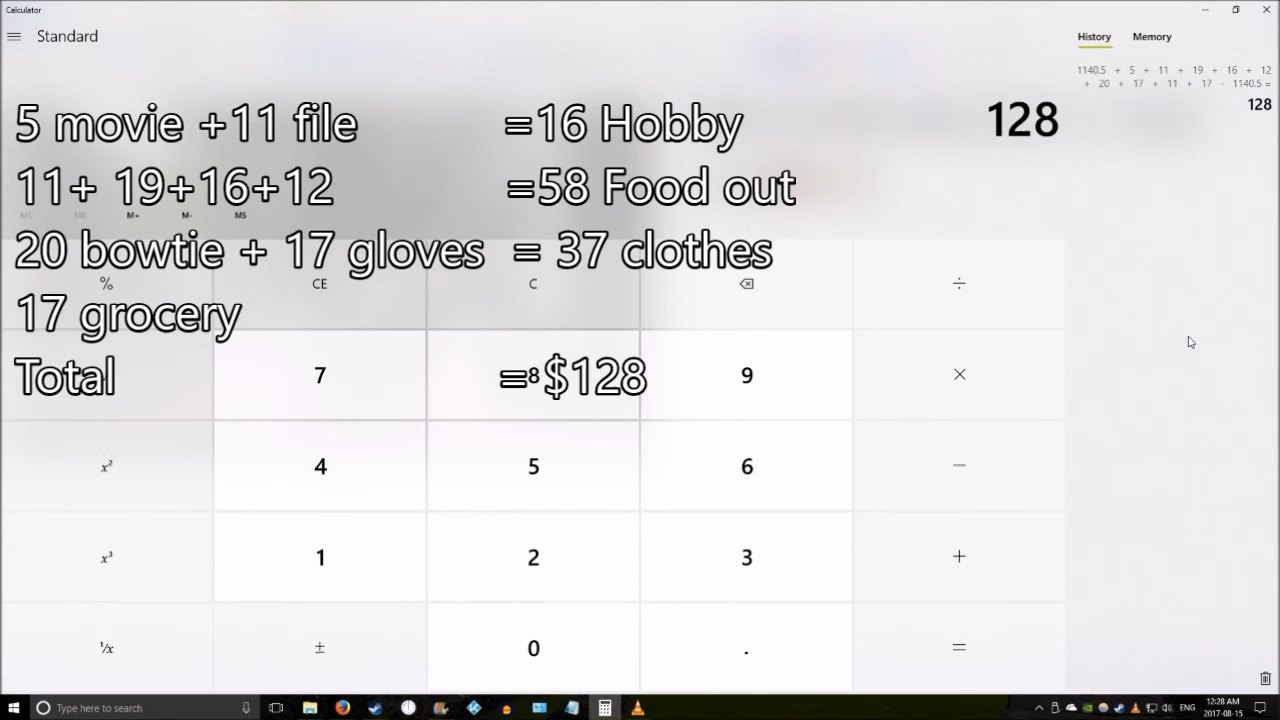 Calculator
Standard
History Memory
1140.5 + 5 + 11 + 19 + 16 + 12
+ 20 + 17 + 11 + 17 - 1140.5 =
128
128
5 movie +11 file =16 Hobby
11+ 19+16+12 =58 Food out
MC MR M+ M- MS
20 bowtie + 17 gloves = 37 clothes
% CE C ⌫ ÷
17 grocery
Total =$128
7 8 9 ×
x² 4 5 6 −
x³ 1 2 3 +
¹/x ± 0 . =
Type here to search
ENG
12:28 AM
2017-08-15